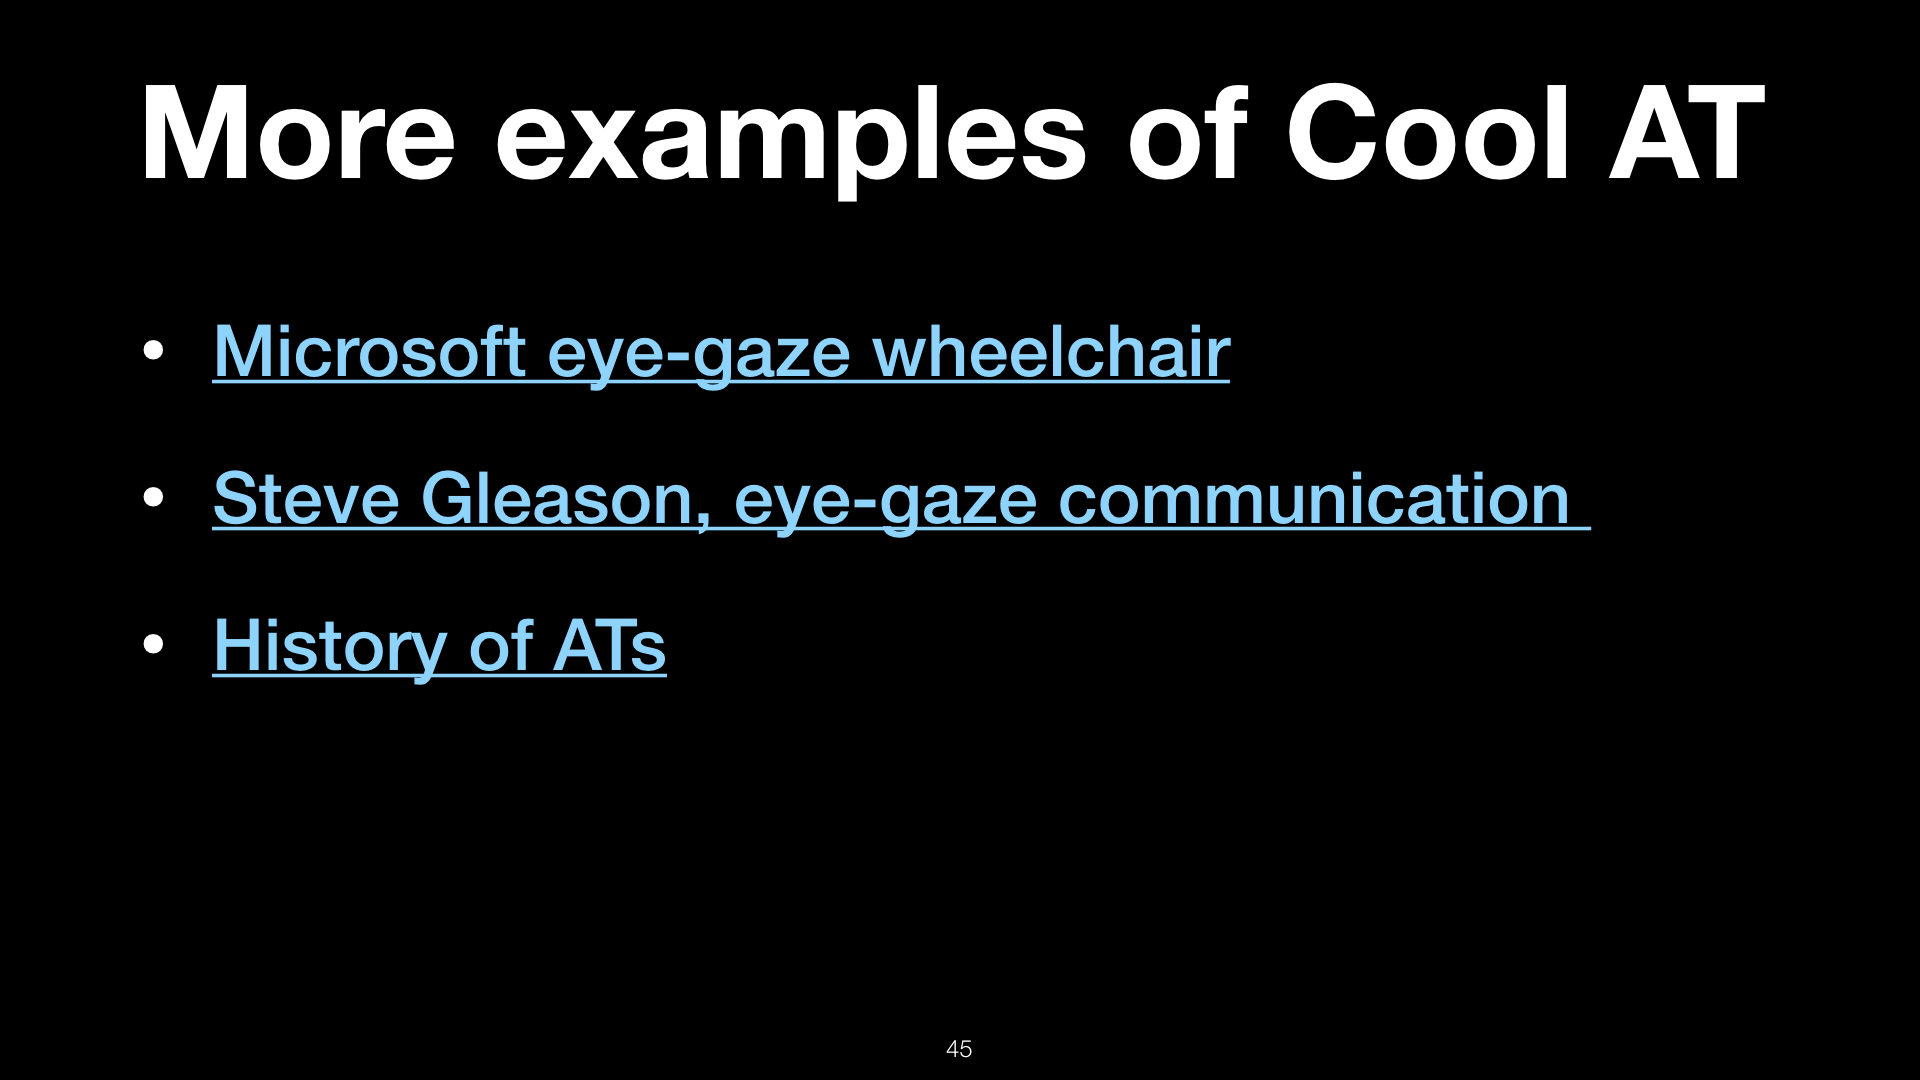 More examples of Cool AT
• Microsoft eye-gaze wheelchair
• Steve Gleason, eye-gaze communication
• History of ATs
45